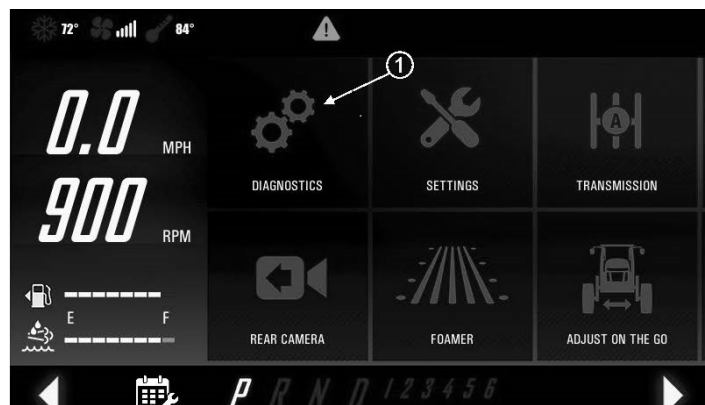 72° 84°
1
0.0 MPH
DIAGNOSTICS SETTINGS TRANSMISSION
A
900 RPM
E F
REAR CAMERA FOAMER ADJUST ON THE GO
P R N D 1 2 3 4 5 6